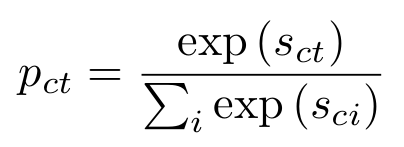 p_{ct} = \frac{\exp(s_{ct})}{\sum_i \exp(s_{ci})}